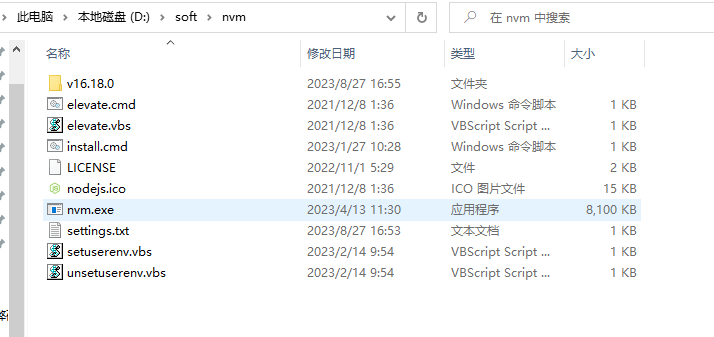 此电脑 > 本地磁盘 (D:) > soft > nvm 在 nvm 中搜索
名称 修改日期 类型 大小
v16.18.0 2023/8/27 16:55 文件夹
elevate.cmd 2021/12/8 1:36 Windows 命令脚本 1 KB
elevate.vbs 2021/12/8 1:36 VBScript Script ... 1 KB
install.cmd 2023/1/27 10:28 Windows 命令脚本 1 KB
LICENSE 2022/11/1 5:29 文件 2 KB
nodejs.ico 2021/12/8 1:36 ICO 图片文件 15 KB
nvm.exe 2023/4/13 11:30 应用程序 8,100 KB
settings.txt 2023/8/27 16:53 文本文档 1 KB
setuserenv.vbs 2023/2/14 9:54 VBScript Script ... 1 KB
unsetuserenv.vbs 2023/2/14 9:54 VBScript Script ... 1 KB